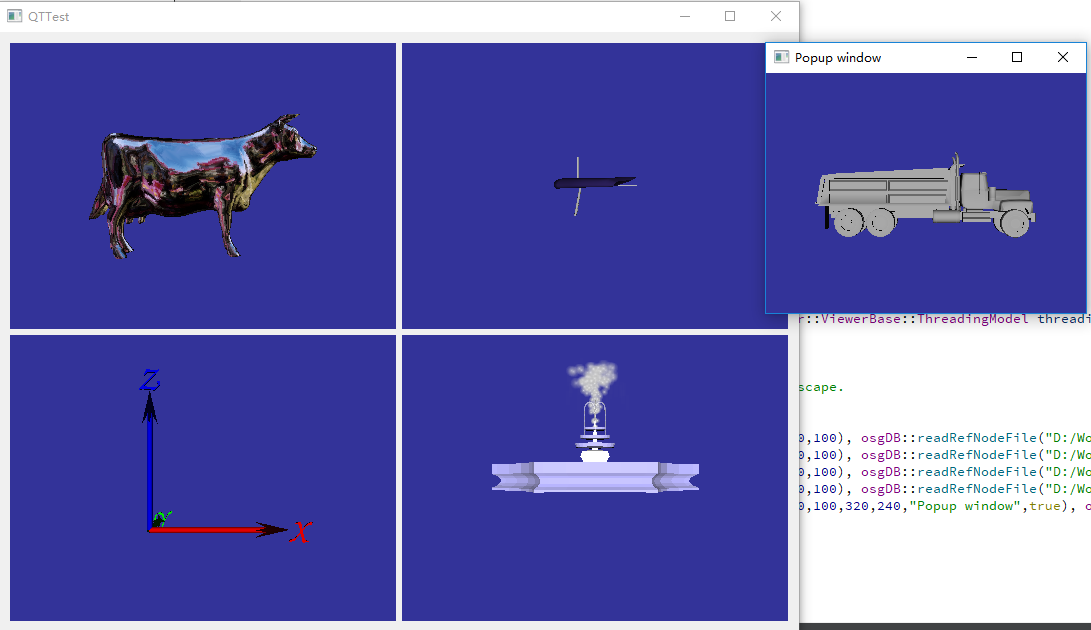 QTTest
Popup window
r::ViewerBase::ThreadingModel threadi
scape.
0,100), osgDB::readRefNodeFile("D:/Wo
0,100), osgDB::readRefNodeFile("D:/Wo
0,100), osgDB::readRefNodeFile("D:/Wo
0,100), osgDB::readRefNodeFile("D:/Wo
0,100,320,240,"Popup window",true), o
Z
Y
X